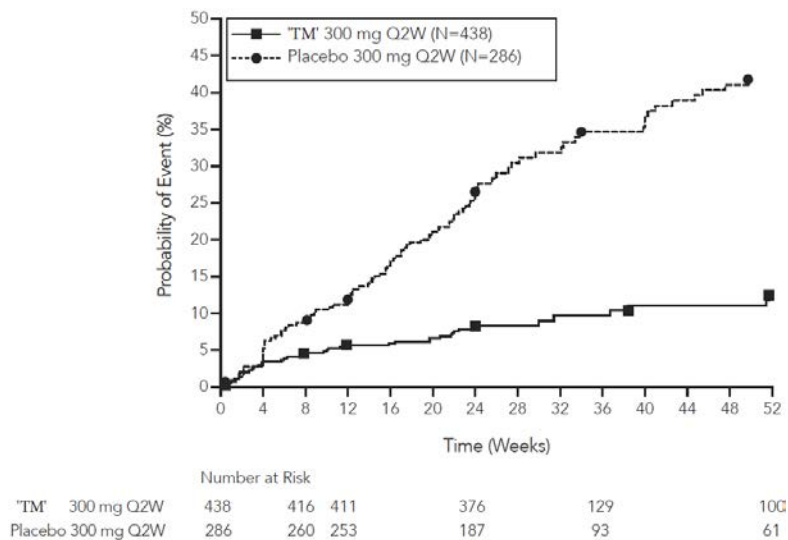 50
45
40
35
30
25
20
15
10
5
0
Probability of Event (%)
'TM' 300 mg Q2W (N=438)
Placebo 300 mg Q2W (N=286)
0 4 8 12 16 20 24 28 32 36 40 44 48 52
Time (Weeks)
Number at Risk
'TM' 300 mg Q2W 438 416 411 376 129 100
Placebo 300 mg Q2W 286 260 253 187 93 61